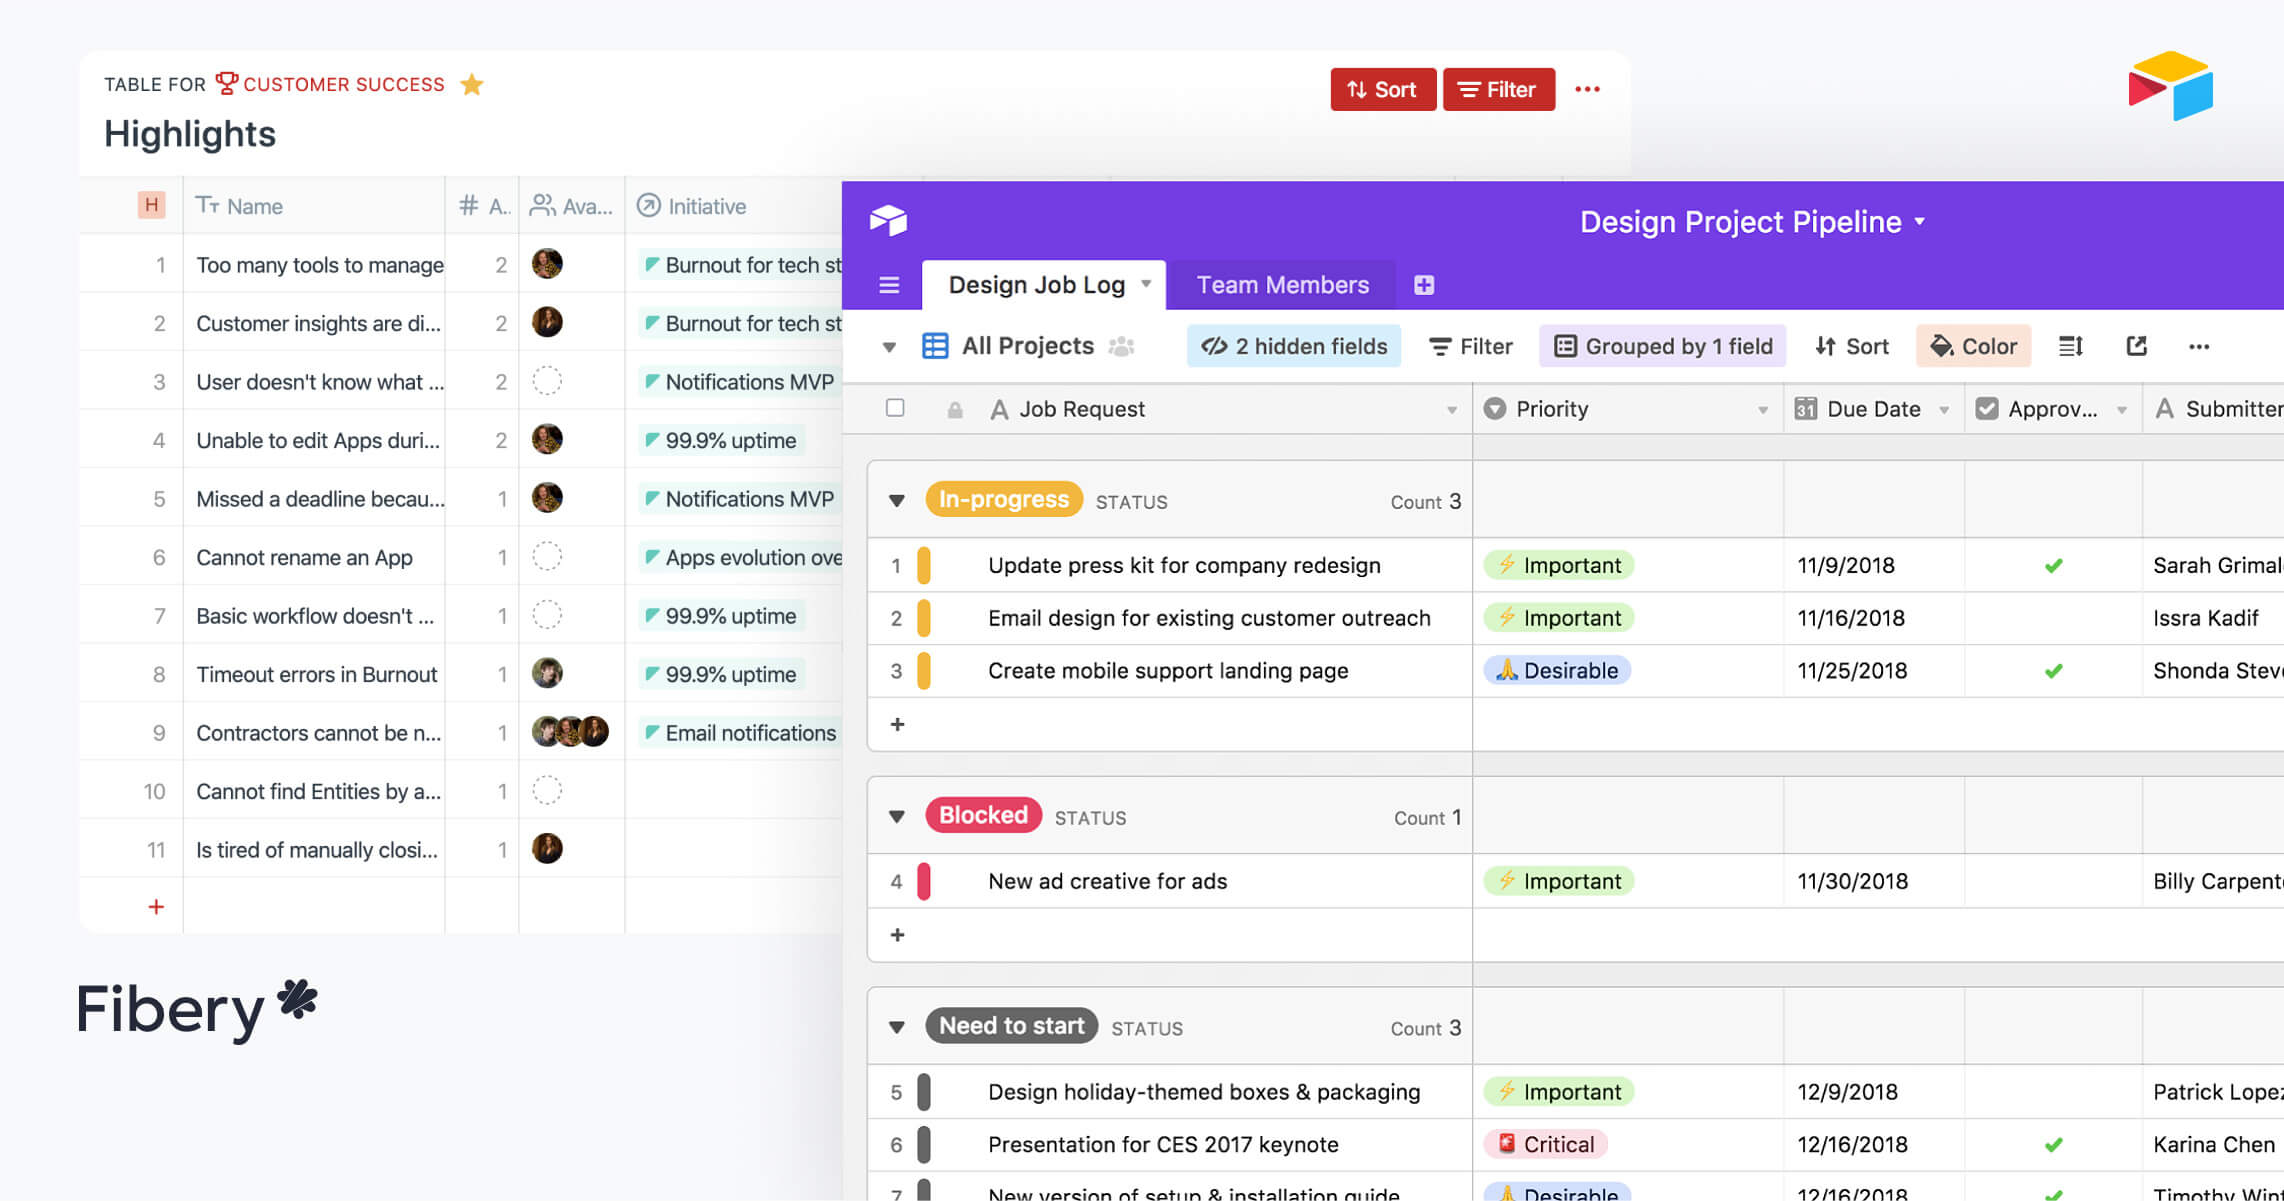 TABLE FOR CUSTOMER SUCCESS
Highlights
Sort Filter
H Name # A.. Ava... Initiative
1 Too many tools to manage 2 Burnout for tech st
2 Customer insights are di... 2 Burnout for tech st
3 User doesn't know what ... 2 Notifications MVP
4 Unable to edit Apps duri... 2 99.9% uptime
5 Missed a deadline becau... 1 Notifications MVP
6 Cannot rename an App 1 Apps evolution ove
7 Basic workflow doesn't ... 1 99.9% uptime
8 Timeout errors in Burnout 1 99.9% uptime
9 Contractors cannot be n... 1 Email notifications
10 Cannot find Entities by a... 1
11 Is tired of manually closi... 1
+
Fibery
Design Project Pipeline
Design Job Log Team Members
All Projects 2 hidden fields Filter Grouped by 1 field Sort Color
A Job Request Priority 31 Due Date Approv... A Submitter
In-progress STATUS Count 3
1 Update press kit for company redesign Important 11/9/2018 Sarah Grimal
2 Email design for existing customer outreach Important 11/16/2018 Issra Kadif
3 Create mobile support landing page Desirable 11/25/2018 Shonda Steve
+
Blocked STATUS Count 1
4 New ad creative for ads Important 11/30/2018 Billy Carpente
+
Need to start STATUS Count 3
5 Design holiday-themed boxes & packaging Important 12/9/2018 Patrick Lopez
6 Presentation for CES 2017 keynote Critical 12/16/2018 Karina Chen
7 New version of setup & installation guide Desirable 12/16/2018 Timothy Wint